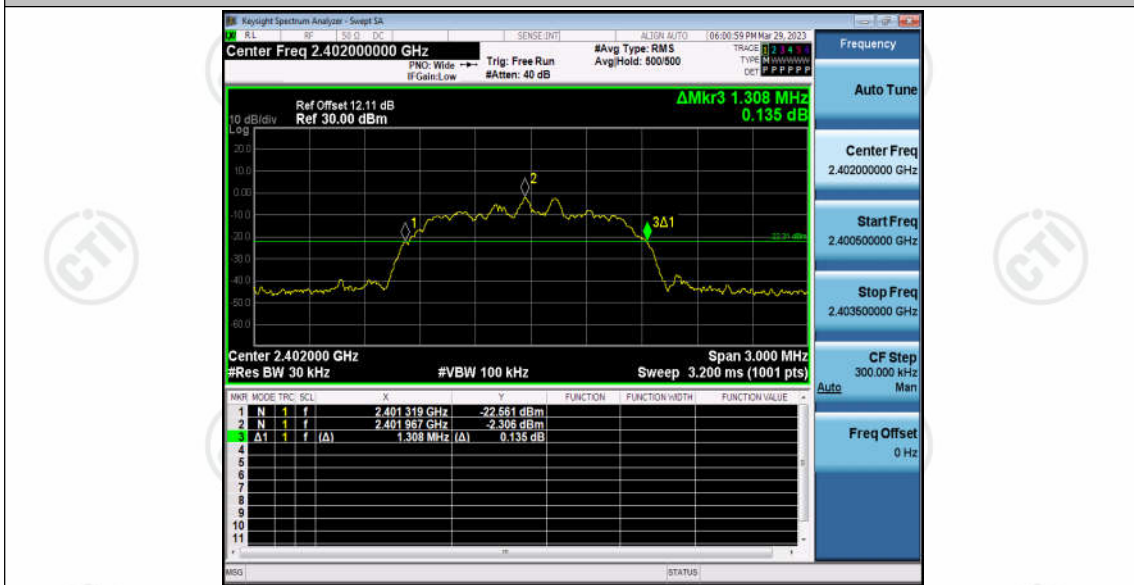 Keysight Spectrum Analyzer - Swept SA
RL RF 50 Ω DC SENSE:INT ALIGN AUTO 06:00:59 PM Mar 29, 2023
Center Freq 2.402000000 GHz
PNO: Wide
IFGain:Low
Trig: Free Run
#Atten: 40 dB
#Avg Type: RMS
Avg|Hold: 500/500
TRACE 1 2 3 4 5 6
TYPE M WWWWW
DET P P P P P P
Ref Offset 12.11 dB
10 dB/div Ref 30.00 dBm
Log
ΔMkr3 1.308 MHz
0.135 dB
20.0
10.0
0.00
-10.0
-20.0
-30.0
-40.0
-50.0
-60.0
1
2
3Δ1
-22.31 dBm
Center 2.402000 GHz Span 3.000 MHz
#Res BW 30 kHz #VBW 100 kHz Sweep 3.200 ms (1001 pts)
MKR MODE TRC SCL X Y FUNCTION FUNCTION WIDTH FUNCTION VALUE
1 N 1 f 2.401 319 GHz -22.561 dBm
2 N 1 f 2.401 967 GHz -2.306 dBm
3 Δ1 1 f (Δ) 1.308 MHz (Δ) 0.135 dB
4
5
6
7
8
9
10
11
MSG STATUS
Frequency
Auto Tune
Center Freq
2.402000000 GHz
Start Freq
2.400500000 GHz
Stop Freq
2.403500000 GHz
CF Step
300.000 kHz
Auto Man
Freq Offset
0 Hz
CTI
CTI